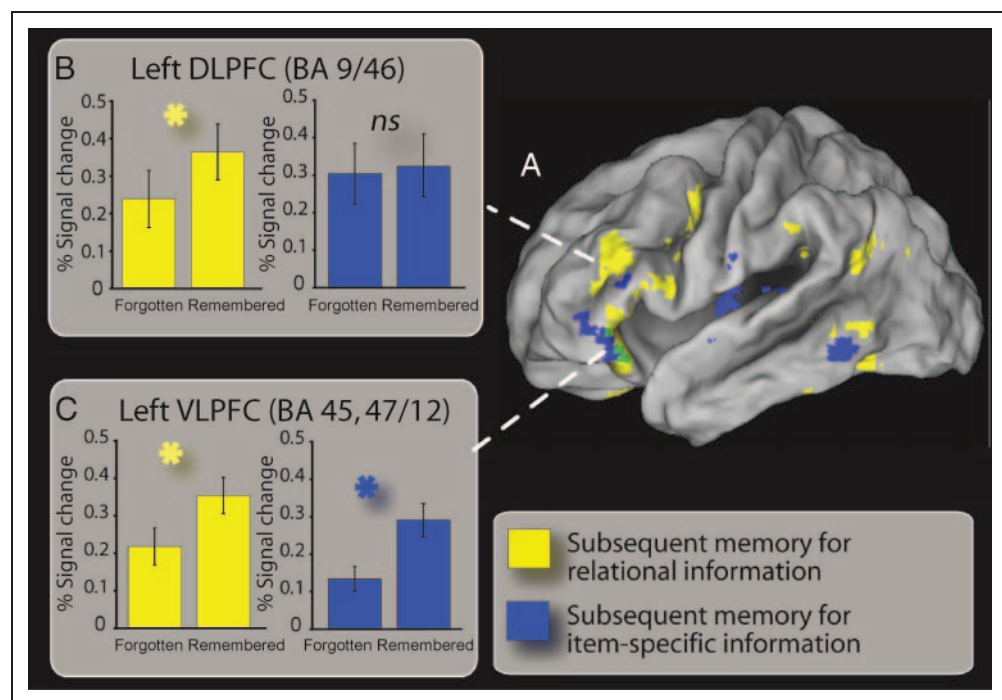 B
Left DLPFC (BA 9/46)
% Signal change
0.5
0.4
0.3
0.2
0.1
0
*
Forgotten Remembered
% Signal change
0.5
0.4
0.3
0.2
0.1
0
ns
Forgotten Remembered
A
C
Left VLPFC (BA 45, 47/12)
% Signal change
0.5
0.4
0.3
0.2
0.1
0
*
Forgotten Remembered
% Signal change
0.5
0.4
0.3
0.2
0.1
0
*
Forgotten Remembered
Subsequent memory for
relational information
Subsequent memory for
item-specific information